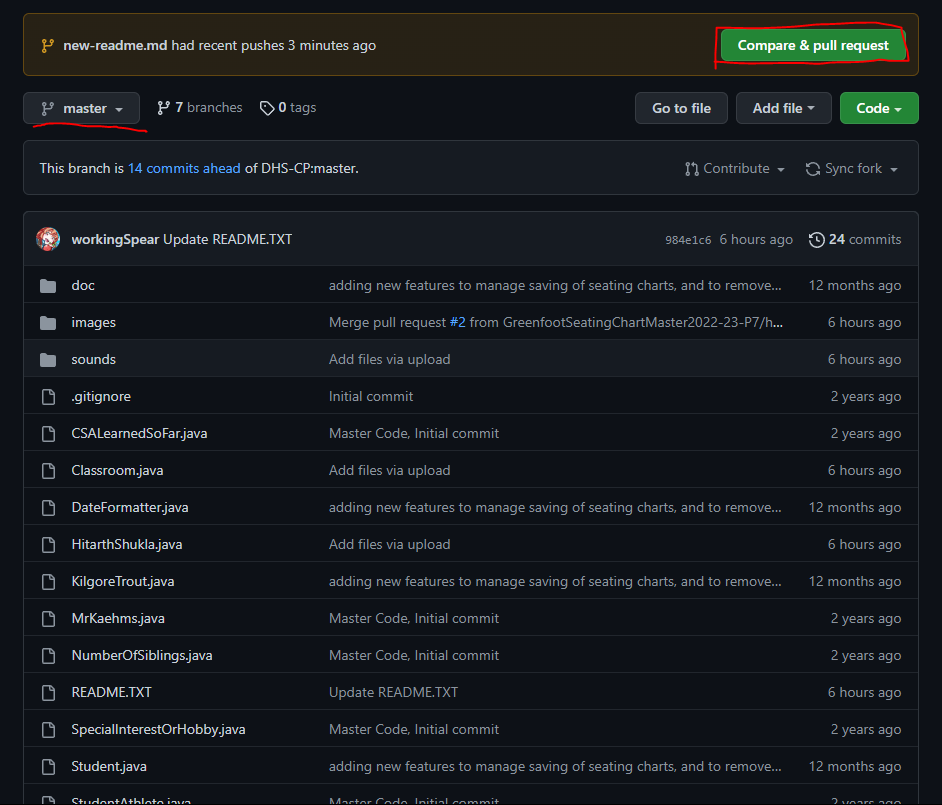 new-readme.md had recent pushes 3 minutes ago Compare & pull request
master 7 branches 0 tags Go to file Add file Code
This branch is 14 commits ahead of DHS-CP:master. Contribute Sync fork
workingSpear Update README.TXT 984e1c6 6 hours ago 24 commits
doc adding new features to manage saving of seating charts, and to remove... 12 months ago
images Merge pull request #2 from GreenfootSeatingChartMaster2022-23-P7/h... 6 hours ago
sounds Add files via upload 6 hours ago
.gitignore Initial commit 2 years ago
CSALearnedSoFar.java Master Code, Initial commit 2 years ago
Classroom.java Add files via upload 6 hours ago
DateFormatter.java adding new features to manage saving of seating charts, and to remove... 12 months ago
HitarthShukla.java Add files via upload 6 hours ago
KilgoreTrout.java adding new features to manage saving of seating charts, and to remove... 12 months ago
MrKaehms.java Master Code, Initial commit 2 years ago
NumberOfSiblings.java Master Code, Initial commit 2 years ago
README.TXT Update README.TXT 6 hours ago
SpecialInterestOrHobby.java Master Code, Initial commit 2 years ago
Student.java adding new features to manage saving of seating charts, and to remove... 12 months ago
StudentAthlete.java Master Code, Initial commit 2 years ago